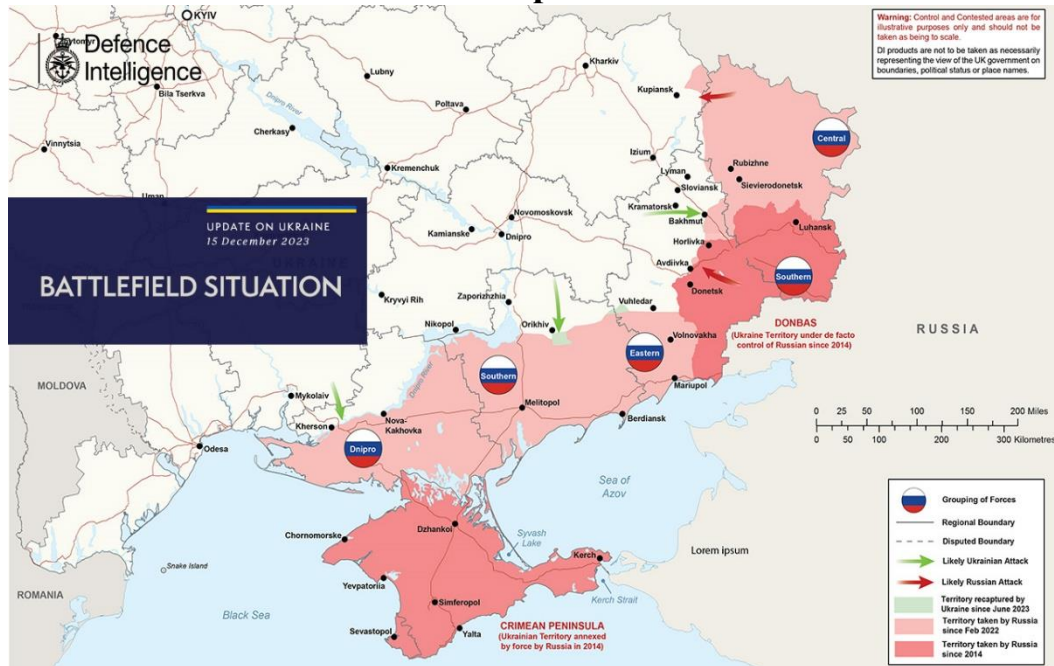 KYIV
Zhytomyr
Defence
Intelligence
Bila Tserkva
Lubny
Kharkiv
Warning: Control and Contested areas are for
illustrative purposes only and should not be
taken as being to scale.
DI products are not to be taken as necessarily
representing the view of the UK government on
boundaries, political status or place names.
Dnipro River
Poltava
Kupiansk
Cherkasy
Vinnytsia
Central
Izium
Kremenchuk
Lyman
Rubizhne
Sloviansk
Sievierodonetsk
Uman
Kramatorsk
Bakhmut
Luhansk
UPDATE ON UKRAINE
15 December 2023
BATTLEFIELD SITUATION
Novomoskovsk
Kamianske
Dnipro
Horlivka
Avdiivka
Southern
Donetsk
Kryvyi Rih
Zaporizhzhia
Vuhledar
Nikopol
Orikhiv
Volnovakha
DONBAS
(Ukraine Territory under de facto
control of Russian since 2014)
RUSSIA
Eastern
Southern
Dnipro River
MOLDOVA
Mykolaiv
Mariupol
Melitopol
Berdiansk
Kherson
Nova-
Kakhovka
Dnipro
Odesa
0 50 100 150 200 Miles
0 50 100 200 300 Kilometres
Sea of
Azov
Grouping of Forces
Regional Boundary
Disputed Boundary
Likely Ukrainian Attack
Likely Russian Attack
Territory recaptured by
Ukraine since June 2023
Territory taken by Russia
since Feb 2022
Territory taken by Russia
since 2014
Dzhankoi
Chornomorske
Syvash
Lake
Lorem ipsum
Kerch
Snake Island
Yevpatoriia
Kerch Strait
ROMANIA
Simferopol
Black Sea
Sevastopol
Yalta
CRIMEAN PENINSULA
(Ukrainian Territory annexed
by force by Russia in 2014)